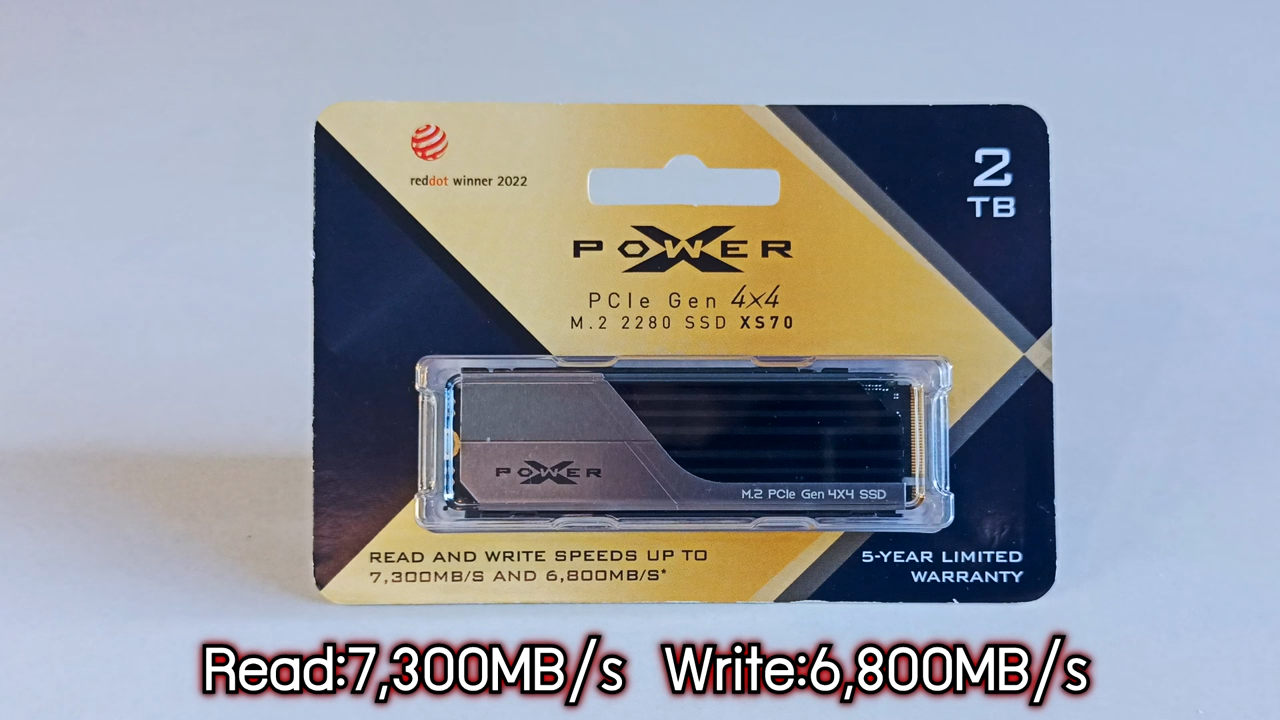 reddot winner 2022
2
TB
POWER
PCIe Gen 4x4
M.2 2280 SSD XS70
POWER
M.2 PCIe Gen 4X4 SSD
READ AND WRITE SPEEDS UP TO
7,300MB/S AND 6,800MB/S*
5-YEAR LIMITED
WARRANTY
Read:7,300MB/s Write:6,800MB/s